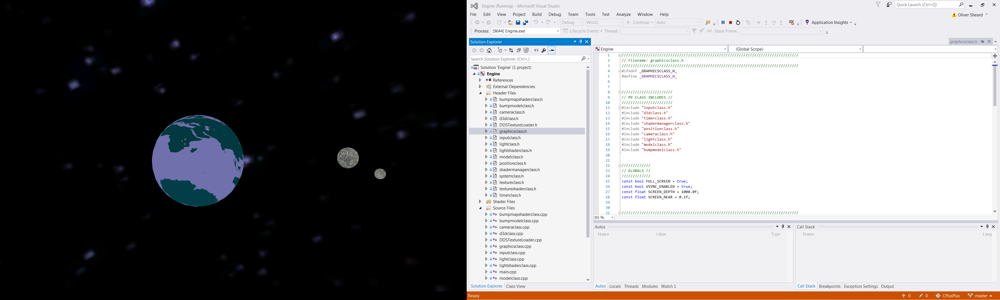 Engine (Running) - Microsoft Visual Studio
Quick Launch (Ctrl+Q)
File Edit View Project Build Debug Team Tools Test Analyze Window Help
Oliver Sheard
Debug Win32 Continue Auto Application Insights
Process: [9644] Engine.exe Lifecycle Events Thread: Stack Frame:
Solution Explorer
Search Solution Explorer (Ctrl+;)
Solution 'Engine' (1 project)
Engine
References
External Dependencies
Header Files
bumpmapshaderclass.h
bumpmodelclass.h
cameraclass.h
d3dclass.h
DDSTextureLoader.h
graphicsclass.h
inputclass.h
lightclass.h
lightshaderclass.h
modelclass.h
positionclass.h
shadermanagerclass.h
systemclass.h
textureclass.h
textureshaderclass.h
timerclass.h
Shader Files
Source Files
bumpmapshaderclass.cpp
bumpmodelclass.cpp
cameraclass.cpp
d3dclass.cpp
DDSTextureLoader.cpp
graphicsclass.cpp
inputclass.cpp
lightclass.cpp
lightshaderclass.cpp
main.cpp
modelclass.cpp
Solution Explorer Class View
graphicsclass.h
Engine (Global Scope)
1 ////////////////////////////////////////////////////////////////////////////////
2 // Filename: graphicsclass.h
3 ////////////////////////////////////////////////////////////////////////////////
4 #ifndef _GRAPHICSCLASS_H_
5 #define _GRAPHICSCLASS_H_
6
7
8 ///////////////////////
9 // MY CLASS INCLUDES //
10 ///////////////////////
11 #include "inputclass.h"
12 #include "d3dclass.h"
13 #include "timerclass.h"
14 #include "shadermanagerclass.h"
15 #include "positionclass.h"
16 #include "cameraclass.h"
17 #include "lightclass.h"
18 #include "modelclass.h"
19 #include "bumpmodelclass.h"
20
21
22 /////////////
23 // GLOBALS //
24 /////////////
25 const bool FULL_SCREEN = true;
26 const bool VSYNC_ENABLED = true;
27 const float SCREEN_DEPTH = 1000.0f;
28 const float SCREEN_NEAR = 0.1f;
29
30
31 ////////////////////////////////////////////////////////////////////////////////
89 %
Autos
Name Value Type
Autos Locals Threads Modules Watch 1
Call Stack
Name Lang
Call Stack Breakpoints Exception Settings Output
Ready 0 0 CPlusPlus master